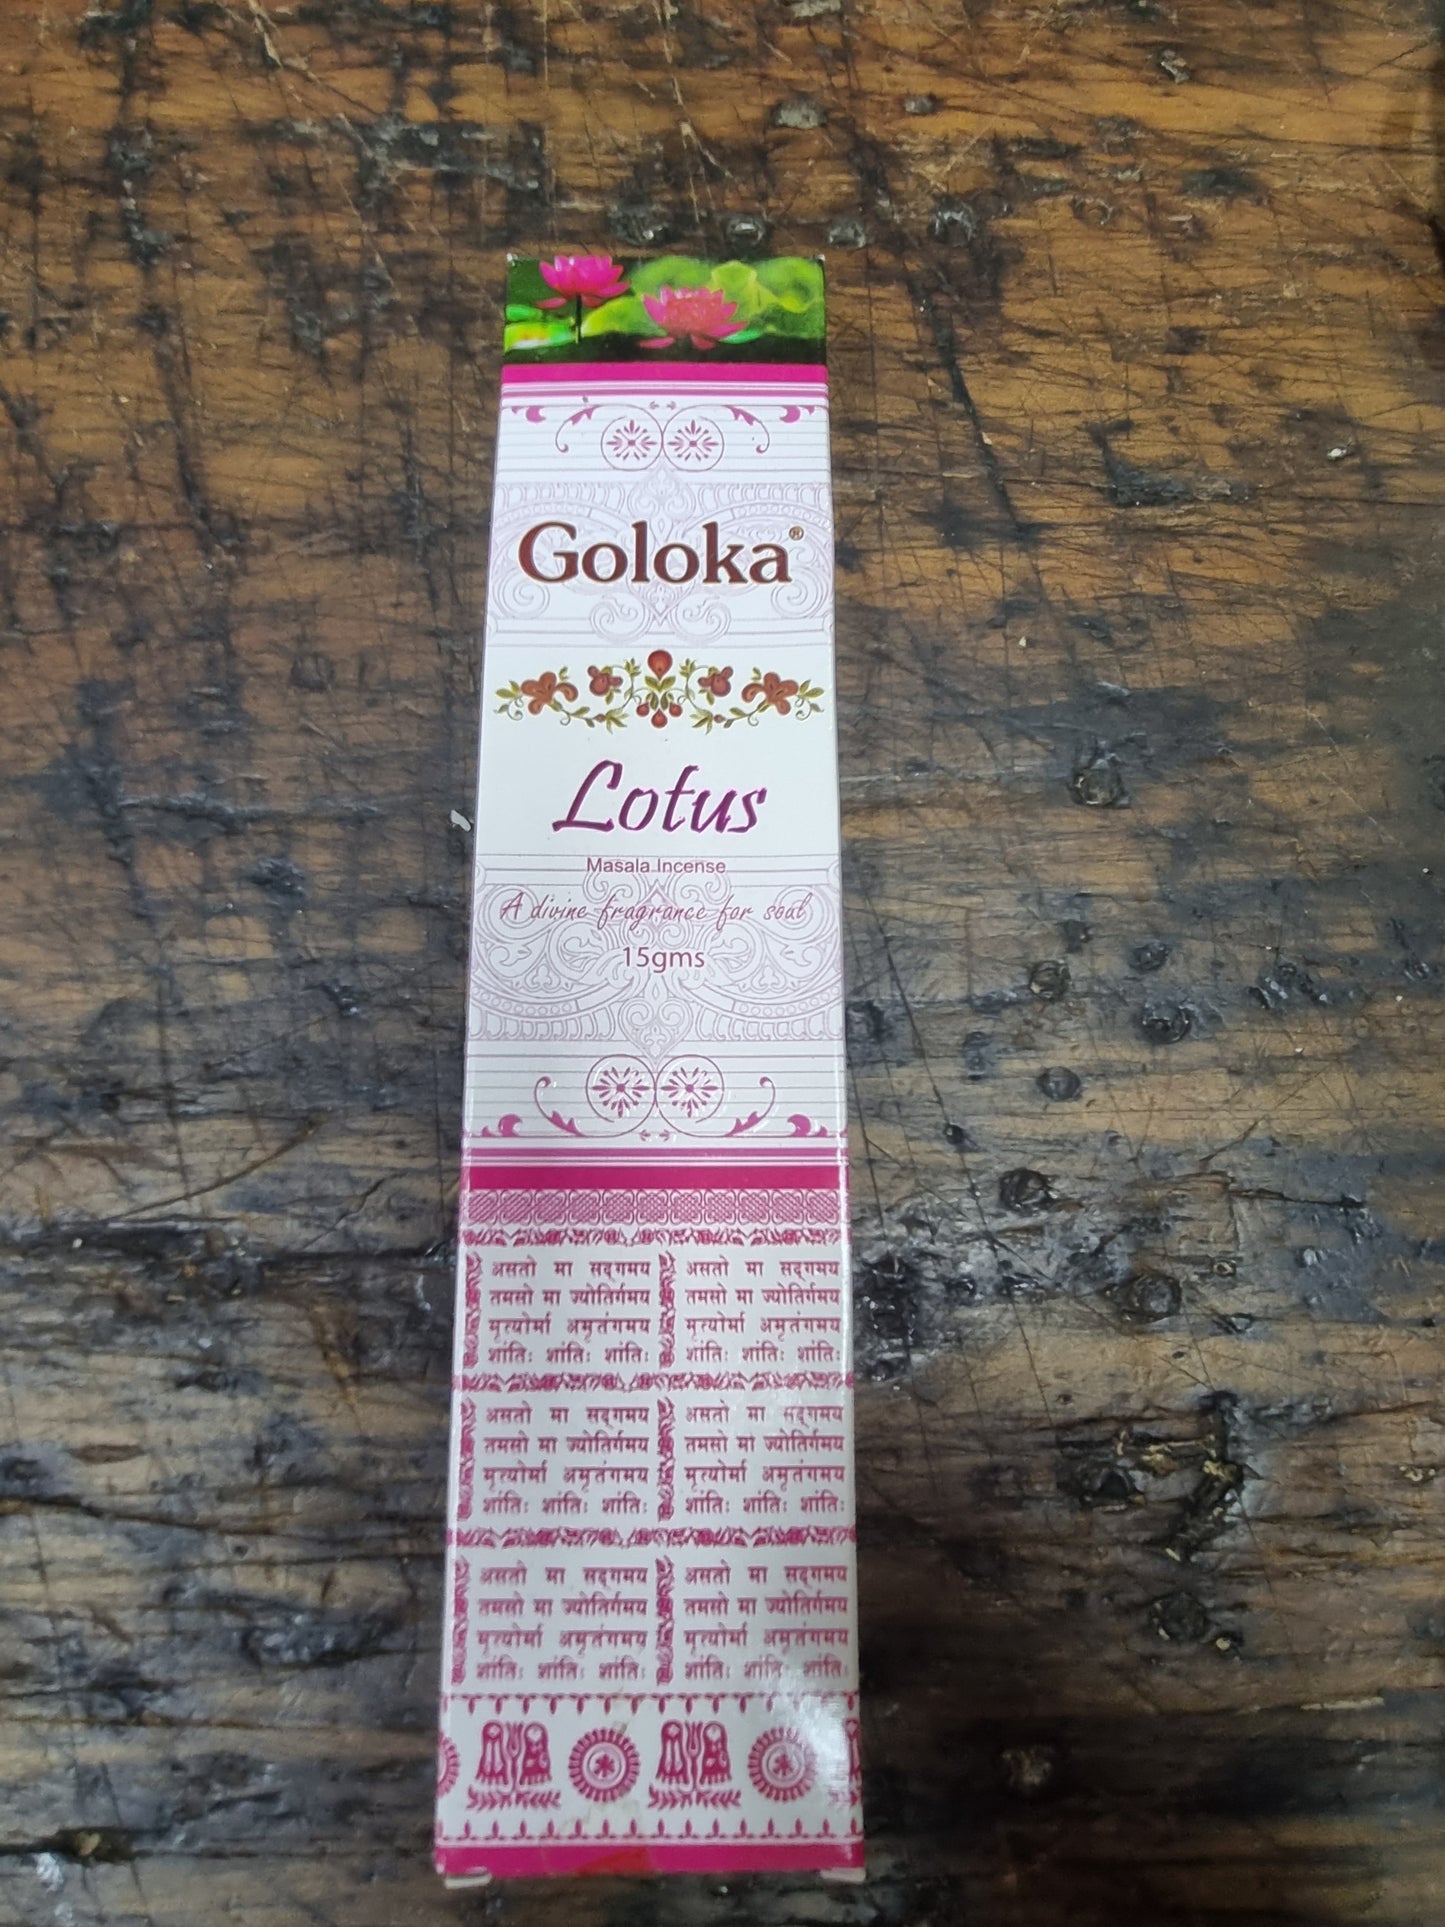 Goloka®
Lotus
Masala Incense
A divine fragrance for soul
15gms
असतो मा सद्गमय
तमसो मा ज्योतिर्गमय
मृत्योर्मा अमृतंगमय
शांतिः शांतिः शांतिः
असतो मा सद्गमय
तमसो मा ज्योतिर्गमय
मृत्योर्मा अमृतंगमय
शांतिः शांतिः शांतिः
असतो मा सद्गमय
तमसो मा ज्योतिर्गमय
मृत्योर्मा अमृतंगमय
शांतिः शांतिः शांतिः
असतो मा सद्गमय
तमसो मा ज्योतिर्गमय
मृत्योर्मा अमृतंगमय
शांतिः शांतिः शांतिः
असतो मा सद्गमय
तमसो मा ज्योतिर्गमय
मृत्योर्मा अमृतंगमय
शांतिः शांतिः शांतिः
असतो मा सद्गमय
तमसो मा ज्योतिर्गमय
मृत्योर्मा अमृतंगमय
शांतिः शांतिः शांतिः